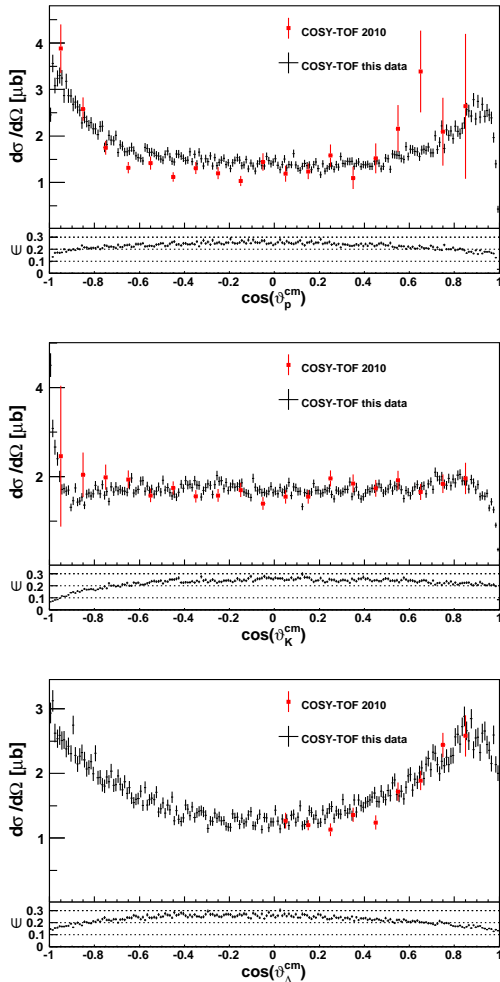 COSY-TOF 2010
COSY-TOF this data
dσ/dΩ [μb]
4
3
2
1
∈
0.3
0.2
0.1
0
-1 -0.8 -0.6 -0.4 -0.2 0 0.2 0.4 0.6 0.8 1
cos(ϑ_p^cm)
COSY-TOF 2010
COSY-TOF this data
dσ/dΩ [μb]
4
2
∈
0.3
0.2
0.1
0
-1 -0.8 -0.6 -0.4 -0.2 0 0.2 0.4 0.6 0.8 1
cos(ϑ_K^cm)
COSY-TOF 2010
COSY-TOF this data
dσ/dΩ [μb]
3
2
1
∈
0.3
0.2
0.1
0
-1 -0.8 -0.6 -0.4 -0.2 0 0.2 0.4 0.6 0.8 1
cos(ϑ_Λ^cm)